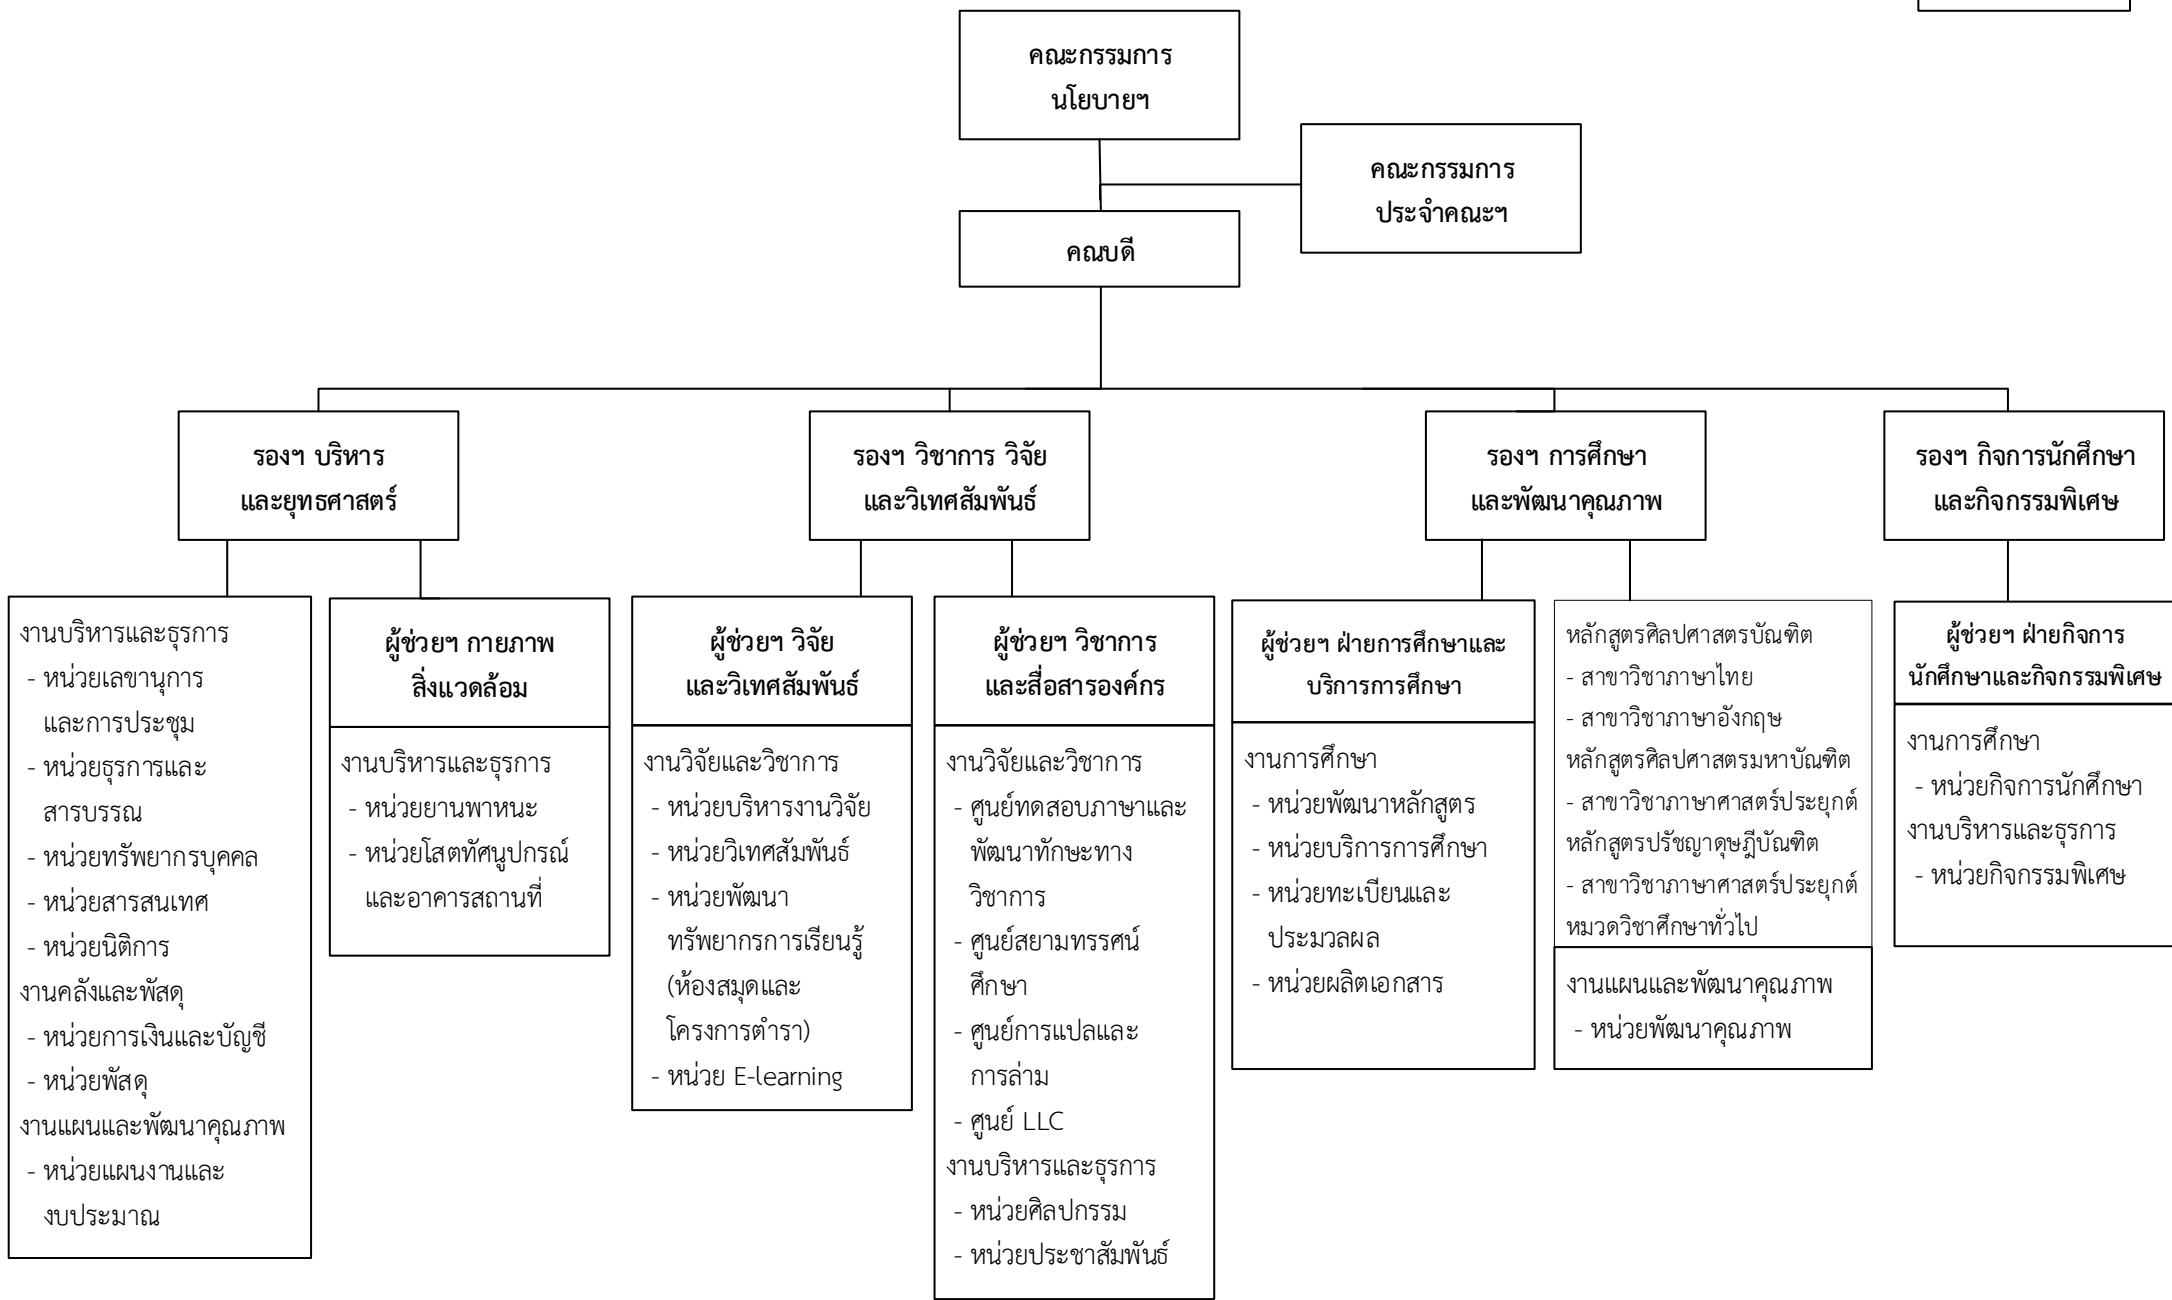 คณะกรรมการ
นโยบายฯ
คณะกรรมการ
ประจำคณะฯ
คณบดี
รองฯ บริหาร
และยุทธศาสตร์
รองฯ วิชาการ วิจัย
และวิเทศสัมพันธ์
รองฯ การศึกษา
และพัฒนาคุณภาพ
รองฯ กิจการนักศึกษา
และกิจกรรมพิเศษ
งานบริหารและธุรการ
- หน่วยเลขานุการ
และการประชุม
- หน่วยธุรการและ
สารบรรณ
- หน่วยทรัพยากรบุคคล
- หน่วยสารสนเทศ
- หน่วยนิติการ
งานคลังและพัสดุ
- หน่วยการเงินและบัญชี
- หน่วยพัสดุ
งานแผนและพัฒนาคุณภาพ
- หน่วยแผนงานและ
งบประมาณ
ผู้ช่วยฯ กายภาพ
สิ่งแวดล้อม
งานบริหารและธุรการ
- หน่วยยานพาหนะ
- หน่วยโสตทัศนูปกรณ์
และอาคารสถานที่
ผู้ช่วยฯ วิจัย
และวิเทศสัมพันธ์
งานวิจัยและวิชาการ
- หน่วยบริหารงานวิจัย
- หน่วยวิเทศสัมพันธ์
- หน่วยพัฒนา
ทรัพยากรการเรียนรู้
(ห้องสมุดและ
โครงการตำรา)
- หน่วย E-learning
ผู้ช่วยฯ วิชาการ
และสื่อสารองค์กร
งานวิจัยและวิชาการ
- ศูนย์ทดสอบภาษาและ
พัฒนาทักษะทาง
วิชาการ
- ศูนย์สยามทรรศน์
ศึกษา
- ศูนย์การแปลและ
การล่าม
- ศูนย์ LLC
งานบริหารและธุรการ
- หน่วยศิลปกรรม
- หน่วยประชาสัมพันธ์
ผู้ช่วยฯ ฝ่ายการศึกษาและ
บริการการศึกษา
งานการศึกษา
- หน่วยพัฒนาหลักสูตร
- หน่วยบริการการศึกษา
- หน่วยทะเบียนและ
ประมวลผล
- หน่วยผลิตเอกสาร
หลักสูตรศิลปศาสตรบัณฑิต
- สาขาวิชาภาษาไทย
- สาขาวิชาภาษาอังกฤษ
หลักสูตรศิลปศาสตรมหาบัณฑิต
- สาขาวิชาภาษาศาสตร์ประยุกต์
หลักสูตรปรัชญาดุษฎีบัณฑิต
- สาขาวิชาภาษาศาสตร์ประยุกต์
หมวดวิชาศึกษาทั่วไป
งานแผนและพัฒนาคุณภาพ
- หน่วยพัฒนาคุณภาพ
ผู้ช่วยฯ ฝ่ายกิจการ
นักศึกษาและกิจกรรมพิเศษ
งานการศึกษา
- หน่วยกิจการนักศึกษา
งานบริหารและธุรการ
- หน่วยกิจกรรมพิเศษ